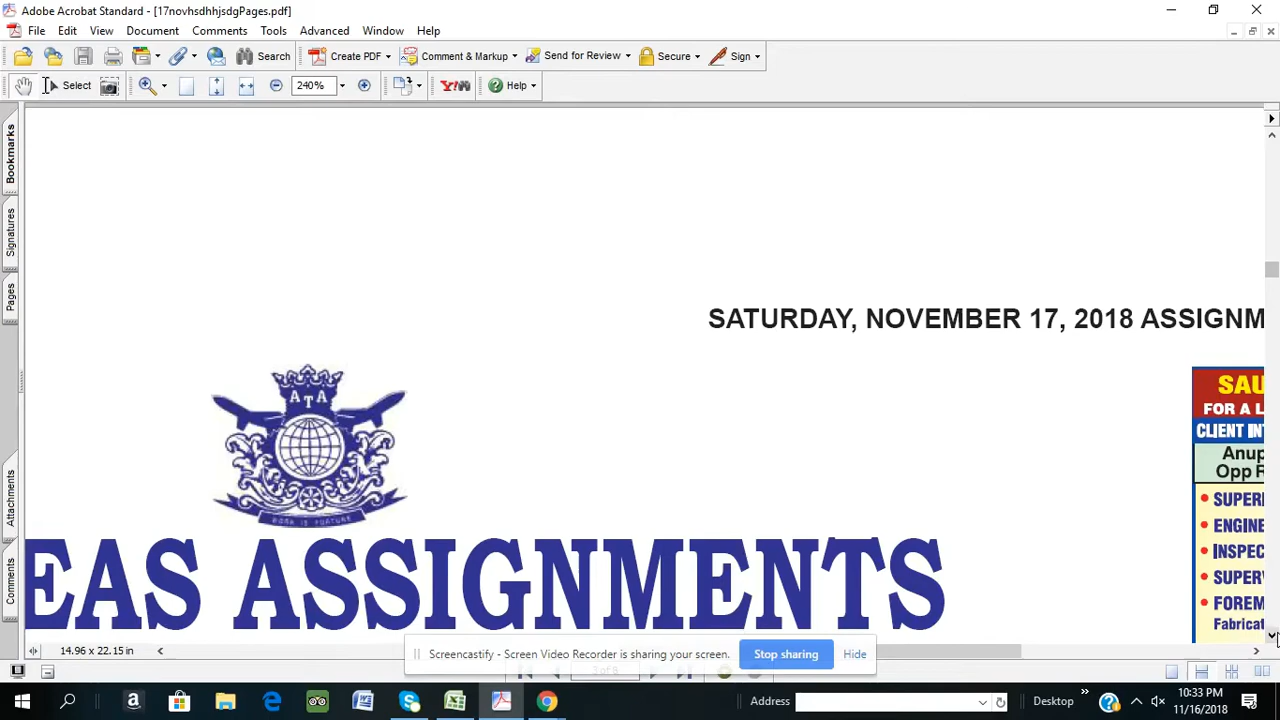 Adobe Acrobat Standard - [17novhsdhhjsdgPages.pdf]
File Edit View Document Comments Tools Advanced Window Help
Search Create PDF Comment & Markup Send for Review Secure Sign
Select 240% Y! Help
Bookmarks
Signatures
Pages
Attachments
Comments
SATURDAY, NOVEMBER 17, 2018 ASSIGNM
ATA
EAS ASSIGNMENTS
SAU
FOR A L
CLIENT INT
Anup
Opp R
• SUPER
• ENGINE
• INSPEC
• SUPERV
• FOREM
Fabricat
14.96 x 22.15 in
Screencastify - Screen Video Recorder is sharing your screen. Stop sharing Hide
Address Desktop
10:33 PM
11/16/2018